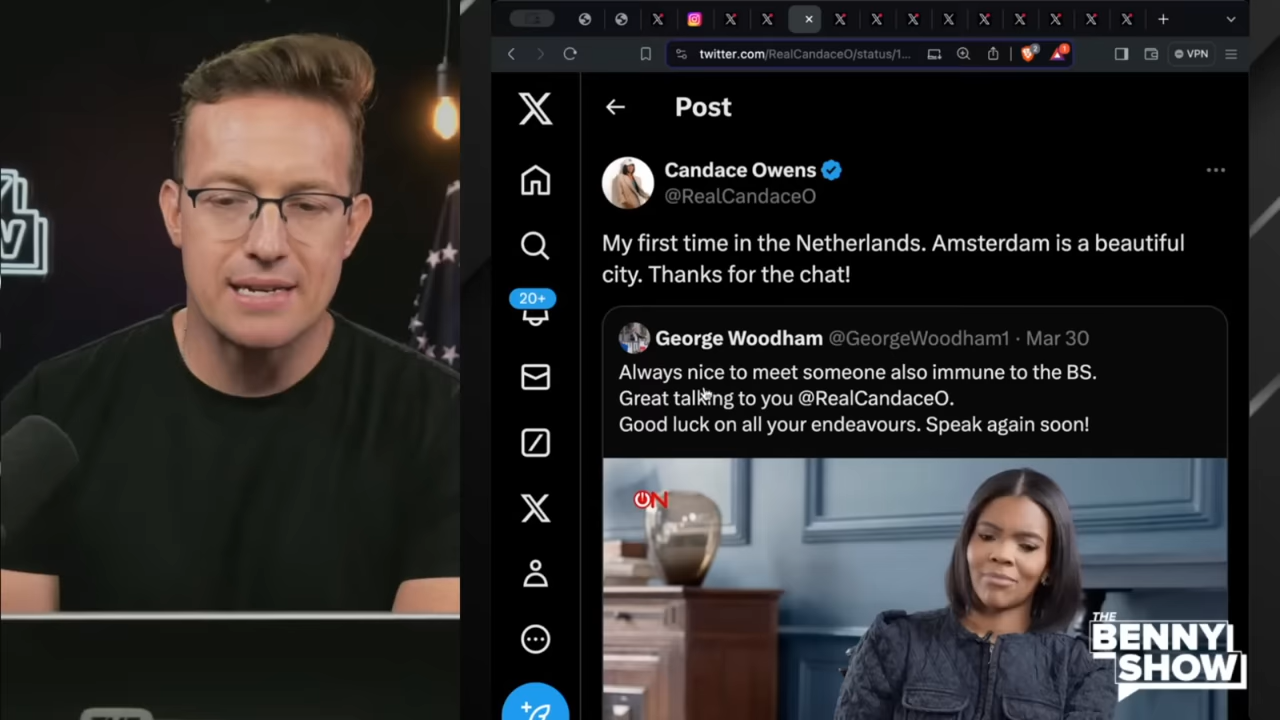 twitter.com/RealCandaceO/status/1...
2
1
VPN
Post
Candace Owens
@RealCandaceO
My first time in the Netherlands. Amsterdam is a beautiful
city. Thanks for the chat!
20+
George Woodham @GeorgeWoodham1 · Mar 30
Always nice to meet someone also immune to the BS.
Great talking to you @RealCandaceO.
Good luck on all your endeavours. Speak again soon!
ON
THE
BENNY
SHOW